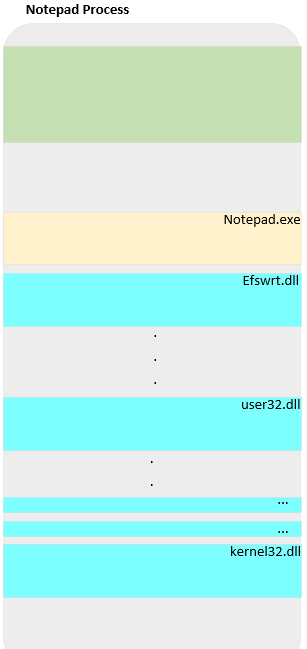 Notepad Process
Notepad.exe
Efswrt.dll
.
.
.
user32.dll
.
.
...
...
kernel32.dll